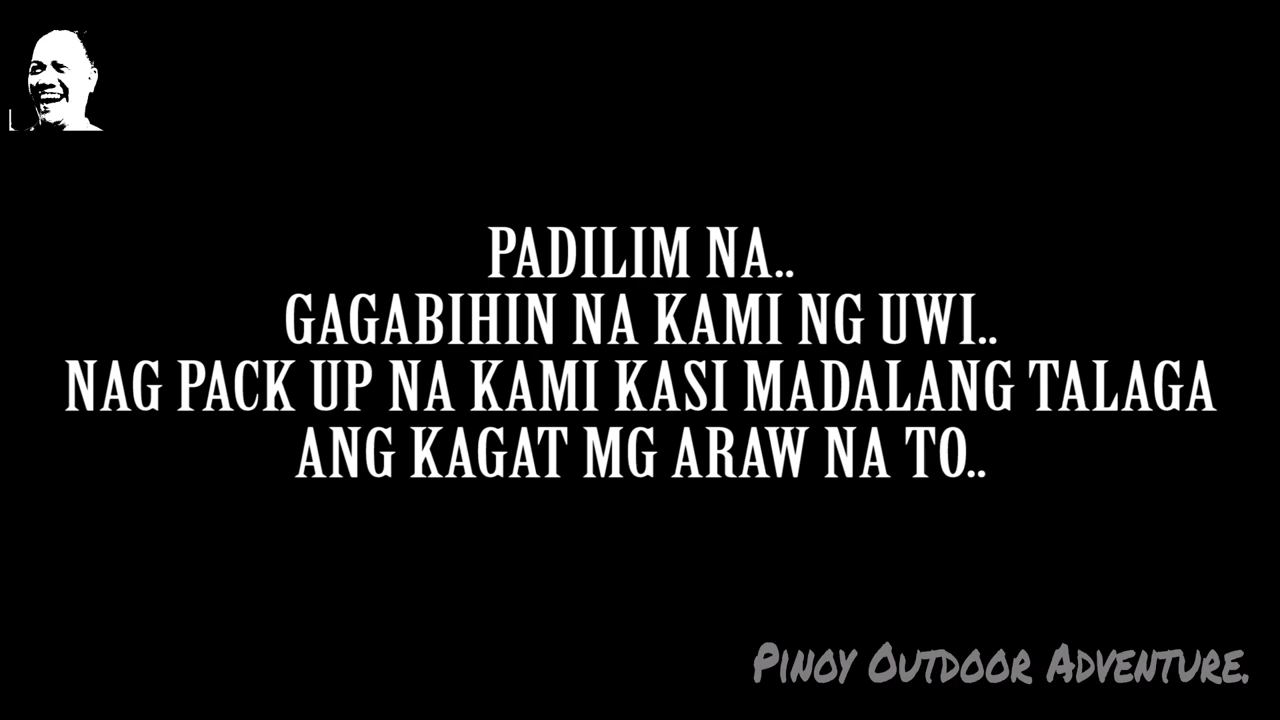 PADILIM NA..
GAGABIHIN NA KAMI NG UWI..
NAG PACK UP NA KAMI KASI MADALANG TALAGA
ANG KAGAT MG ARAW NA TO..
PINOY OUTDOOR ADVENTURE.